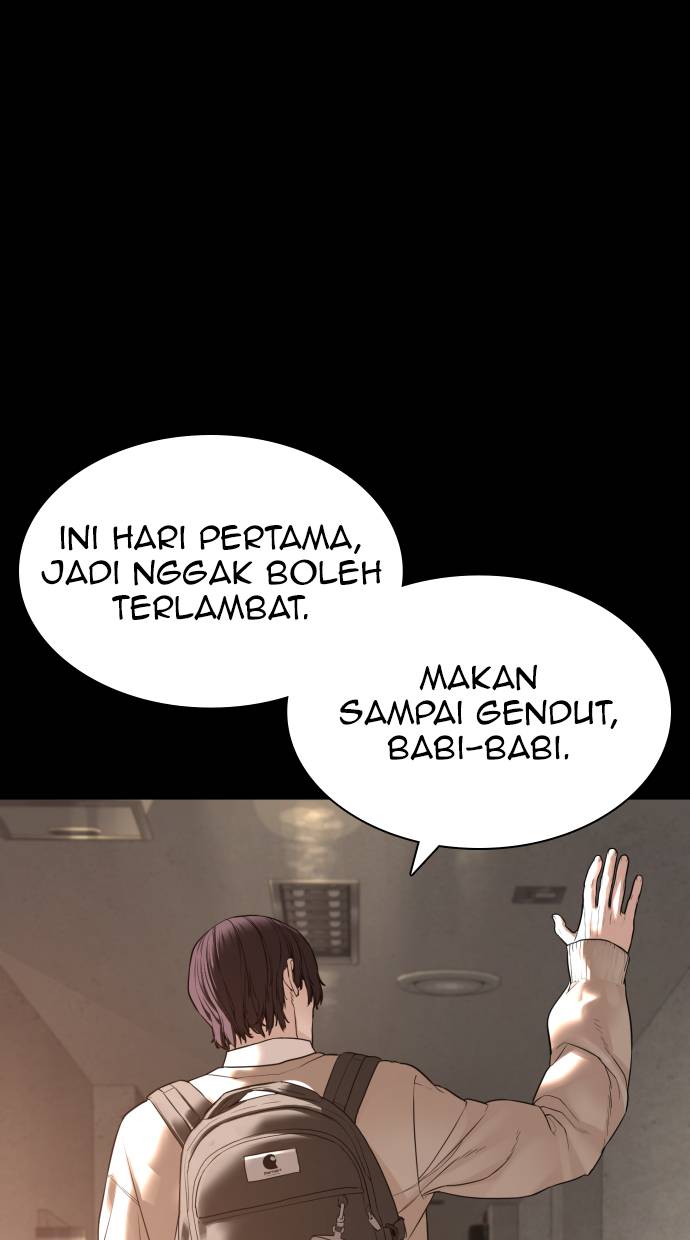 INI HARI PERTAMA,
JADI NGGAK BOLEH
TERLAMBAT.
MAKAN
SAMPAI GENDUT,
BABI-BABI.